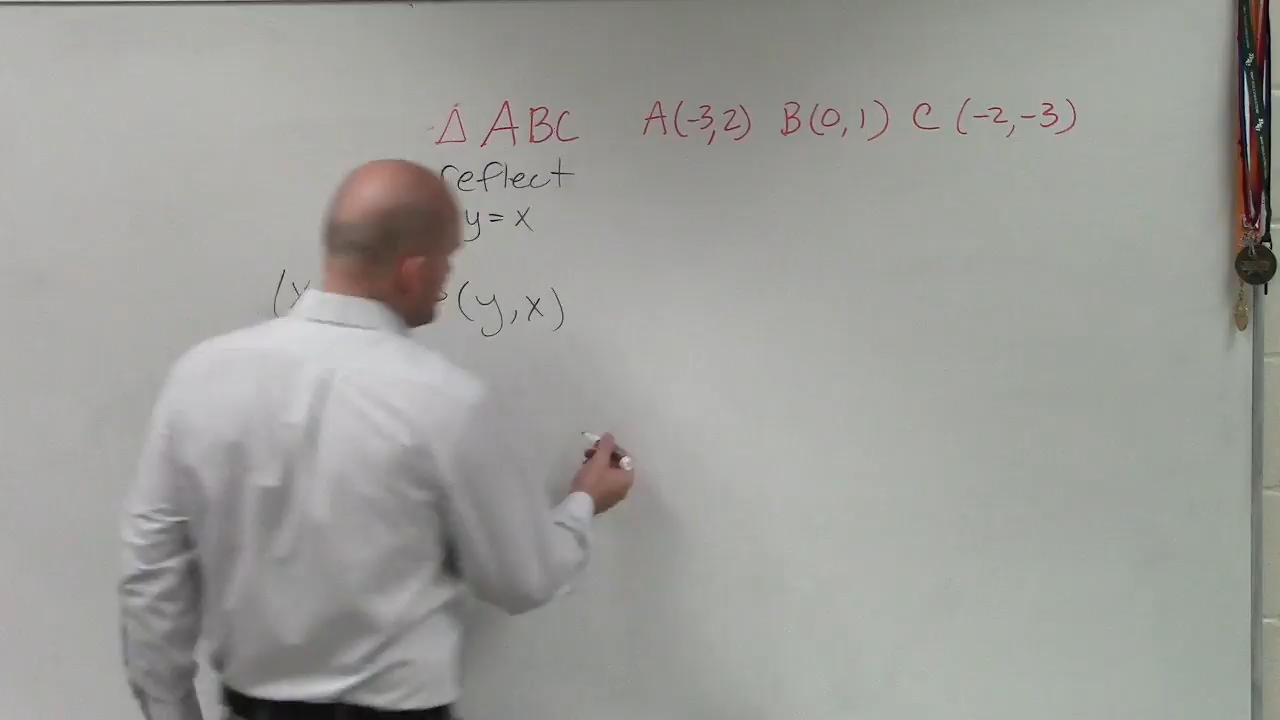 Δ ABC A(-3,2) B(0,1) C(-2,-3)
reflect
y=x
(x (y,x)